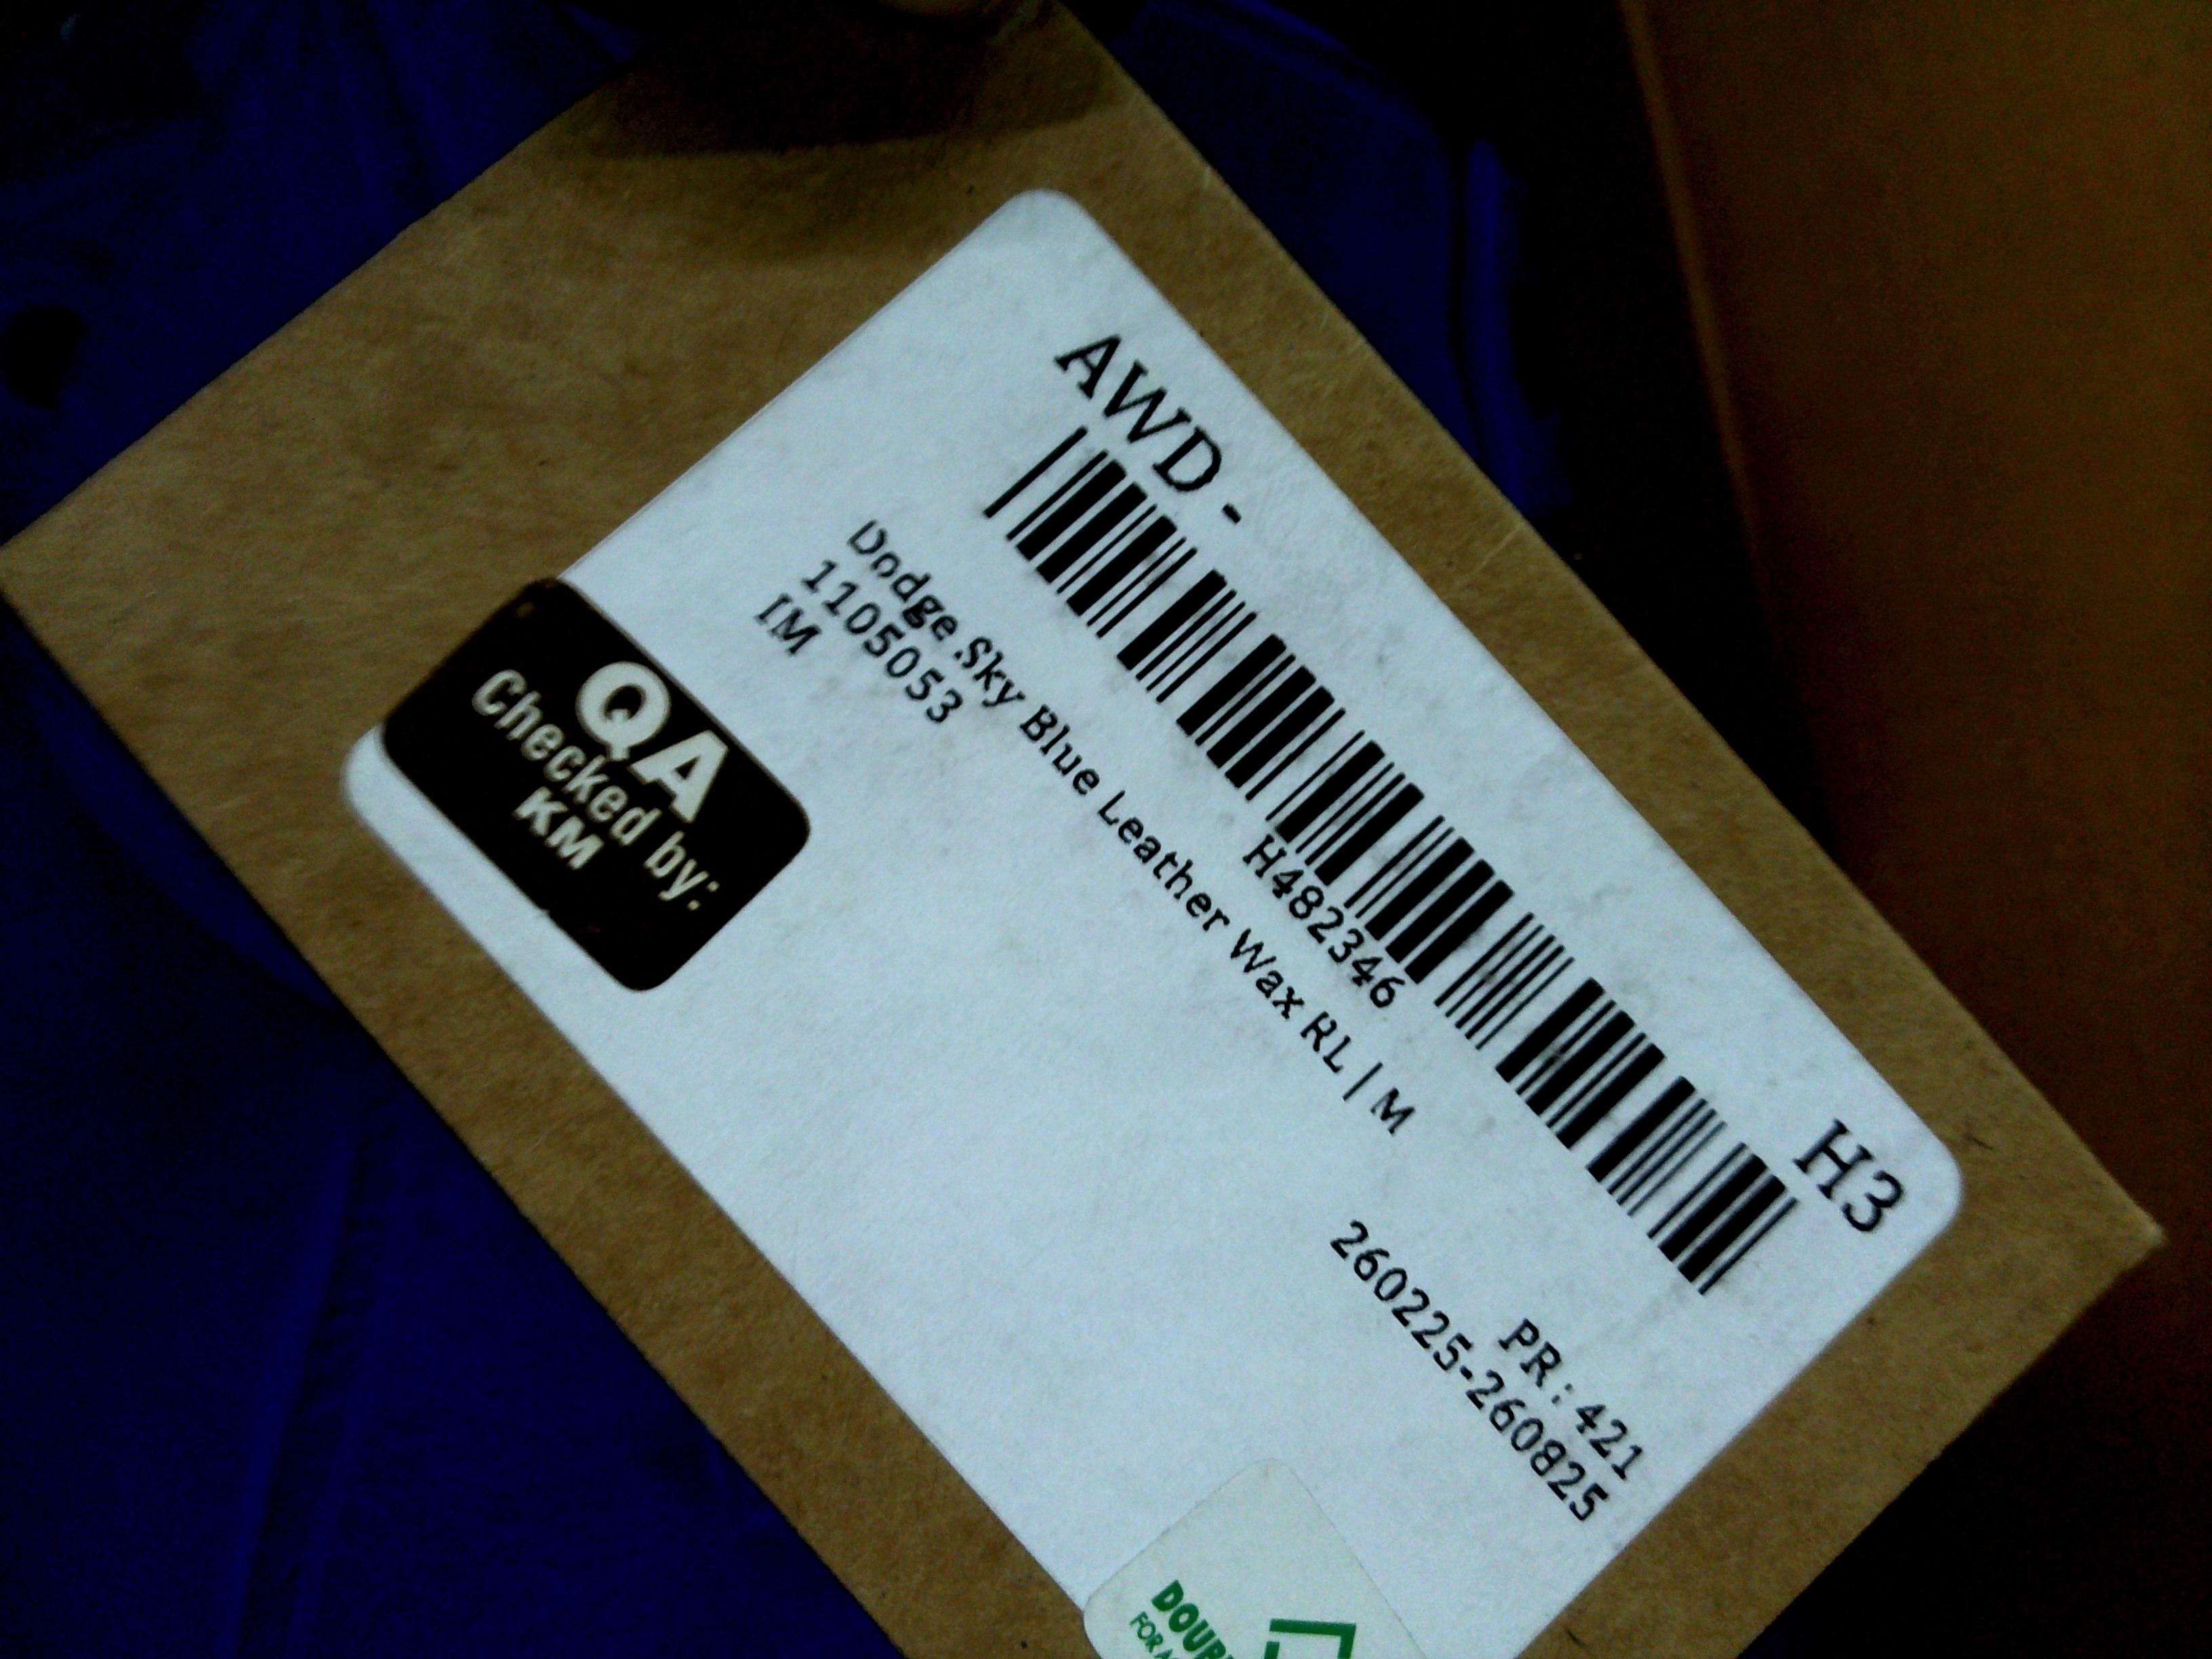 AWD-
H3
H482346
Dodge Sky Blue Leather Wax RL | M
1105053
IM
PR:421
260225-260825
QA
Checked by:
KM